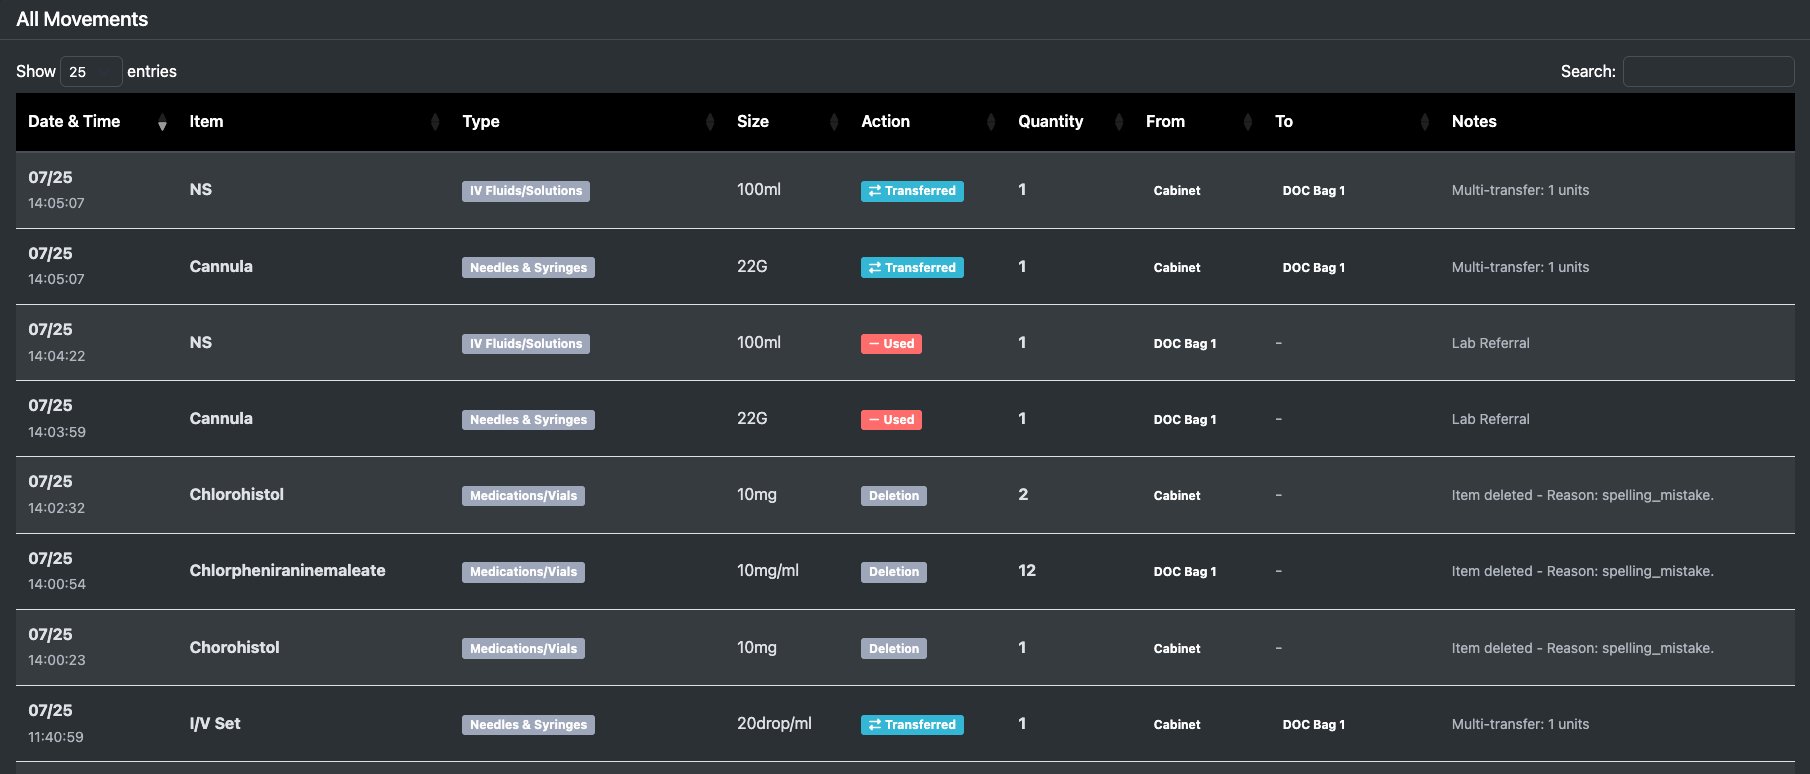 All Movements
Show 25 entries
Search:
Date & Time Item Type Size Action Quantity From To Notes
07/25
14:05:07
NS IV Fluids/Solutions 100ml Transferred 1 Cabinet DOC Bag 1 Multi-transfer: 1 units
07/25
14:05:07
Cannula Needles & Syringes 22G Transferred 1 Cabinet DOC Bag 1 Multi-transfer: 1 units
07/25
14:04:22
NS IV Fluids/Solutions 100ml − Used 1 DOC Bag 1 - Lab Referral
07/25
14:03:59
Cannula Needles & Syringes 22G − Used 1 DOC Bag 1 - Lab Referral
07/25
14:02:32
Chlorohistol Medications/Vials 10mg Deletion 2 Cabinet - Item deleted - Reason: spelling_mistake.
07/25
14:00:54
Chlorpheniraninemaleate Medications/Vials 10mg/ml Deletion 12 DOC Bag 1 - Item deleted - Reason: spelling_mistake.
07/25
14:00:23
Chorohistol Medications/Vials 10mg Deletion 1 Cabinet - Item deleted - Reason: spelling_mistake.
07/25
11:40:59
I/V Set Needles & Syringes 20drop/ml Transferred 1 Cabinet DOC Bag 1 Multi-transfer: 1 units